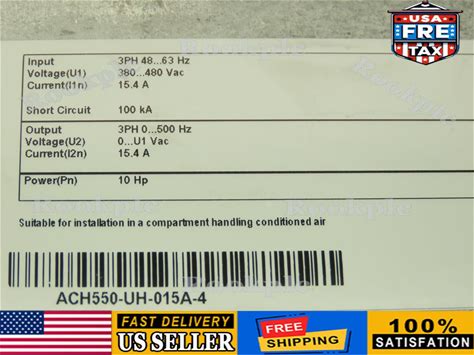 USA
FRE
TAX
Input 3PH 48...63 Hz
Voltage(U1) 380...480 Vac
Current(I1n) 15.4 A
Short Circuit 100 kA
Output 3PH 0...500 Hz
Voltage(U2) 0...U1 Vac
Current(I2n) 15.4 A
Power(Pn) 10 Hp
Suitable for installation in a compartment handling conditioned air
ACH550-UH-015A-4
FAST DELIVERY
US SELLER
FREE
SHIPPING
100%
SATISFACTION